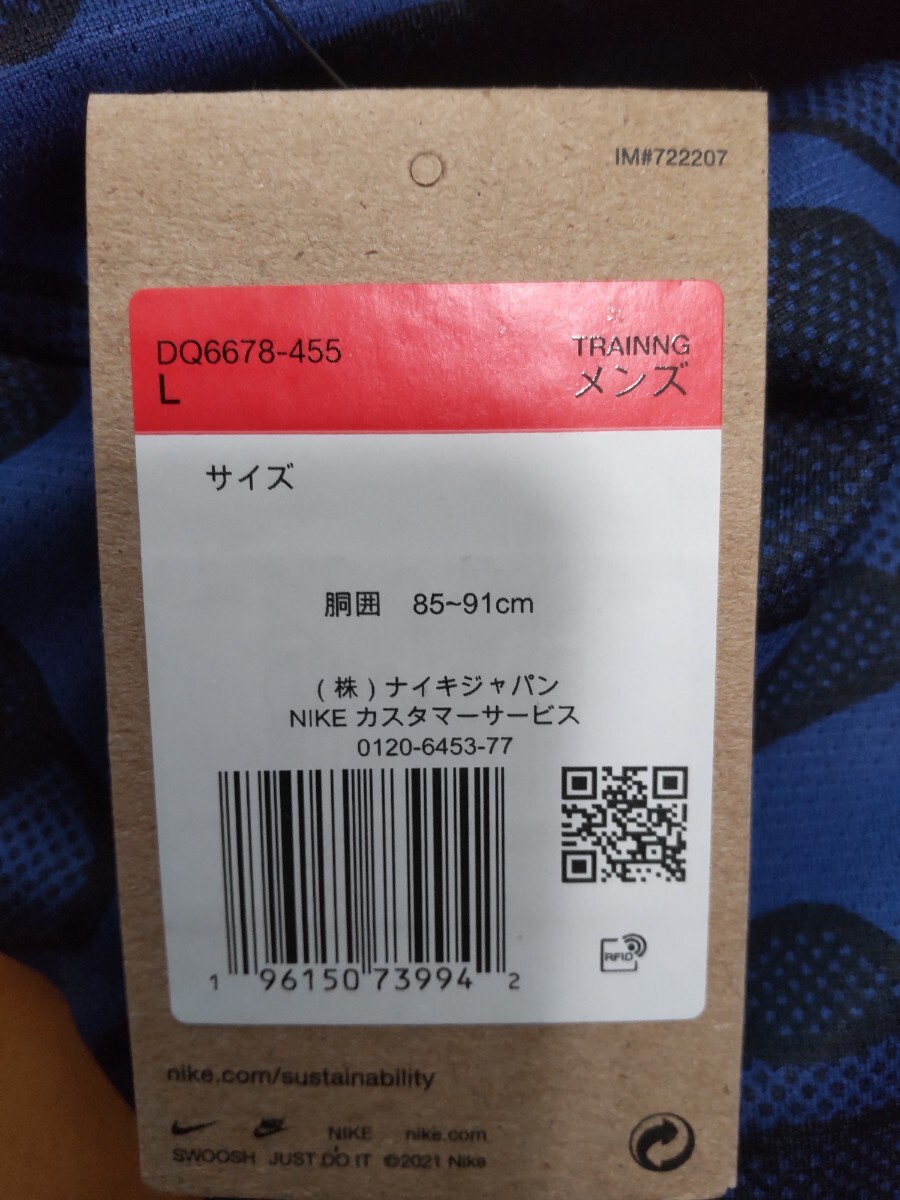 IM#722207
DQ6678-455
L
TRAINNG
メンズ
サイズ
胴囲 85~91cm
(株)ナイキジャパン
NIKE カスタマーサービス
0120-6453-77
1 96150 73994 2
RFID
nike.com/sustainability
NIKE nike.com
SWOOSH JUST DO IT ©2021 Nike